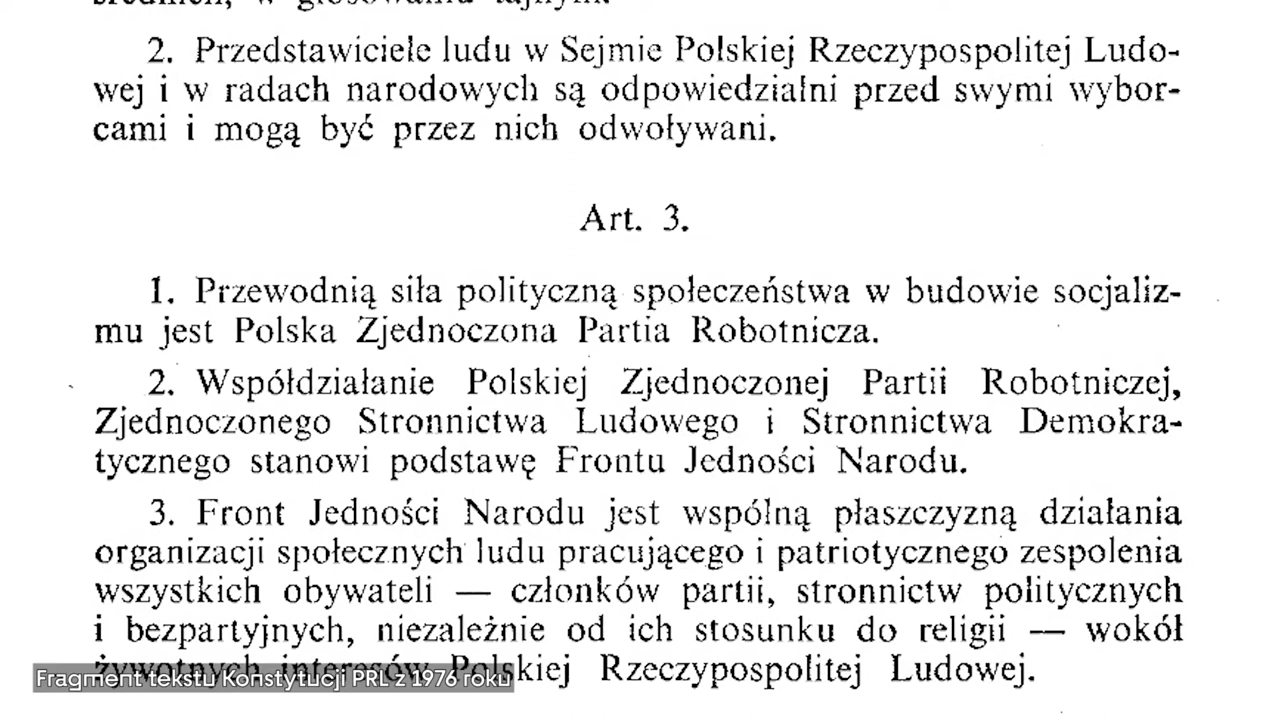 średnich, w głosowaniu tajnym.
2. Przedstawiciele ludu w Sejmie Polskiej Rzeczypospolitej Ludo-
wej i w radach narodowych są odpowiedzialni przed swymi wybor-
cami i mogą być przez nich odwoływani.
Art. 3.
1. Przewodnią siła polityczną społeczeństwa w budowie socjaliz-
mu jest Polska Zjednoczona Partia Robotnicza.
2. Współdziałanie Polskiej Zjednoczonej Partii Robotniczej,
Zjednoczonego Stronnictwa Ludowego i Stronnictwa Demokra-
tycznego stanowi podstawę Frontu Jedności Narodu.
3. Front Jedności Narodu jest wspólną płaszczyzną działania
organizacji społecznych ludu pracującego i patriotycznego zespolenia
wszystkich obywateli — członków partii, stronnictw politycznych
i bezpartyjnych, niezależnie od ich stosunku do religii — wokół
żywotnych interesów Polskiej Rzeczypospolitej Ludowej.
Fragment tekstu Konstytucji PRL z 1976 roku